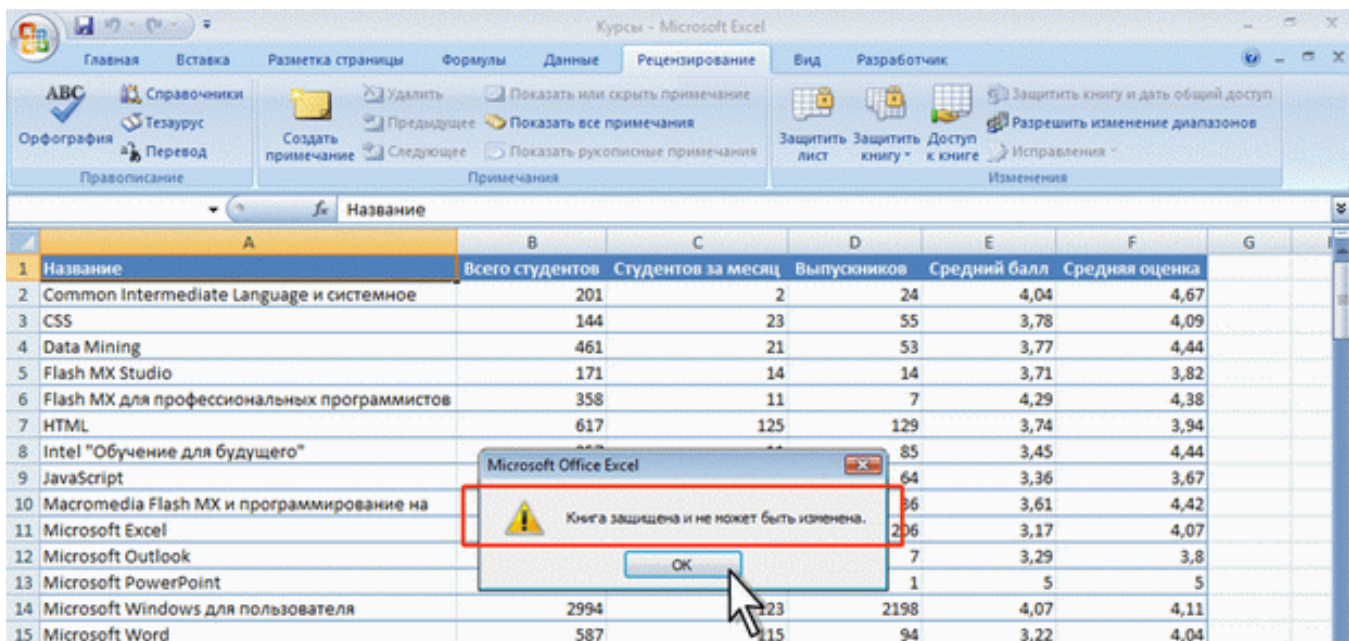 Курсы - Microsoft Excel
Главная Вставка Разметка страницы Формулы Данные Рецензирование Вид Разработчик
ABC Справочники Удалить Показать или скрыть примечание Защитить книгу и дать общий доступ
Орфография Тезаурус Создать примечание Предыдущее Показать все примечания Защитить лист Защитить книгу Доступ к книге Разрешить изменение диапазонов
Перевод Следующее Показать рукописные примечания Исправления
Правописание Примечания Изменения
fx Название
A B C D E F G
1 Название Всего студентов Студентов за месяц Выпускников Средний балл Средняя оценка
2 Common Intermediate Language и системное 201 2 24 4,04 4,67
3 CSS 144 23 55 3,78 4,09
4 Data Mining 461 21 53 3,77 4,44
5 Flash MX Studio 171 14 14 3,71 3,82
6 Flash MX для профессиональных программистов 358 11 7 4,29 4,38
7 HTML 617 125 129 3,74 3,94
8 Intel "Обучение для будущего" 85 3,45 4,44
9 JavaScript 64 3,36 3,67
10 Macromedia Flash MX и программирование на 3,61 4,42
11 Microsoft Excel 206 3,17 4,07
12 Microsoft Outlook 7 3,29 3,8
13 Microsoft PowerPoint 1 5 5
14 Microsoft Windows для пользователя 2994 123 2198 4,07 4,11
15 Microsoft Word 587 115 94 3,22 4,04
Microsoft Office Excel
Книга защищена и не может быть изменена.
OK